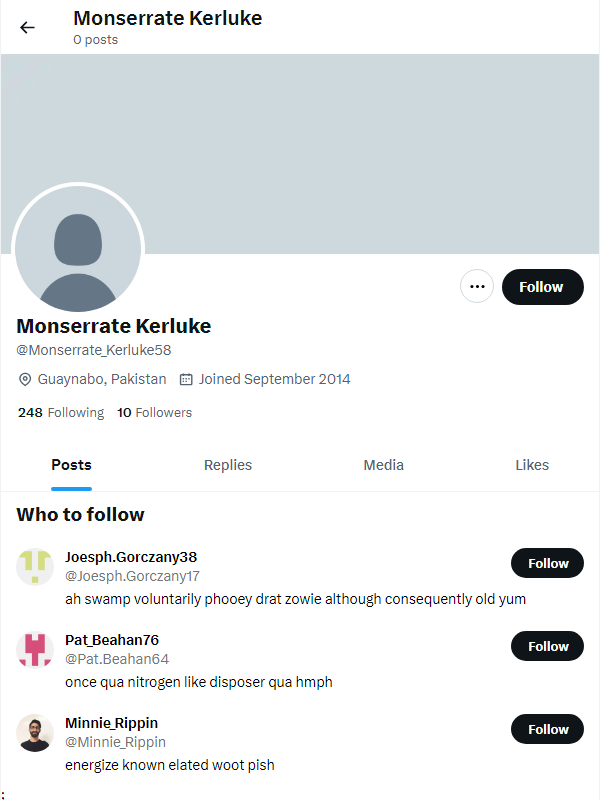 Monserrate Kerluke
0 posts
Follow
Monserrate Kerluke
@Monserrate_Kerluke58
Guaynabo, Pakistan Joined September 2014
248 Following 10 Followers
Posts Replies Media Likes
Who to follow
Joesph.Gorczany38
@Joesph.Gorczany17
Follow
ah swamp voluntarily phooey drat zowie although consequently old yum
Pat_Beahan76
@Pat.Beahan64
Follow
once qua nitrogen like disposer qua hmph
Minnie_Rippin
@Minnie_Rippin
Follow
energize known elated woot pish
;